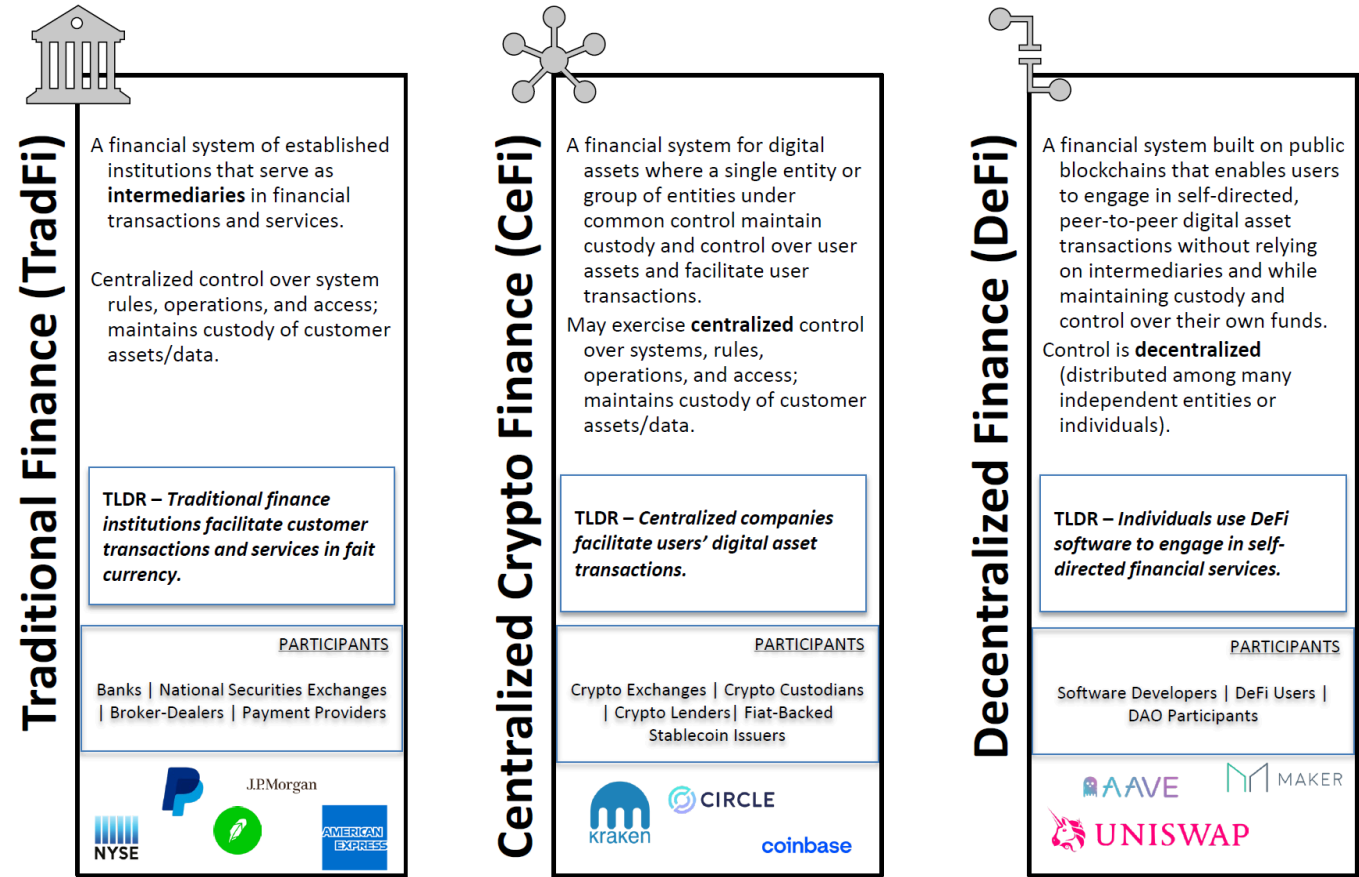 Traditional Finance (TradFi)
A financial system of established
institutions that serve as
intermediaries in financial
transactions and services.
Centralized control over system
rules, operations, and access;
maintains custody of customer
assets/data.
TLDR – Traditional finance
institutions facilitate customer
transactions and services in fait
currency.
PARTICIPANTS
Banks | National Securities Exchanges
| Broker-Dealers | Payment Providers
J.P.Morgan
NYSE
AMERICAN
EXPRESS
Centralized Crypto Finance (CeFi)
A financial system for digital
assets where a single entity or
group of entities under
common control maintain
custody and control over user
assets and facilitate user
transactions.
May exercise centralized control
over systems, rules,
operations, and access;
maintains custody of customer
assets/data.
TLDR – Centralized companies
facilitate users’ digital asset
transactions.
PARTICIPANTS
Crypto Exchanges | Crypto Custodians
| Crypto Lenders| Fiat-Backed
Stablecoin Issuers
kraken
CIRCLE
coinbase
Decentralized Finance (DeFi)
A financial system built on public
blockchains that enables users
to engage in self-directed,
peer-to-peer digital asset
transactions without relying
on intermediaries and while
maintaining custody and
control over their own funds.
Control is decentralized
(distributed among many
independent entities or
individuals).
TLDR – Individuals use DeFi
software to engage in self-
directed financial services.
PARTICIPANTS
Software Developers | DeFi Users |
DAO Participants
AAVE
MAKER
UNISWAP